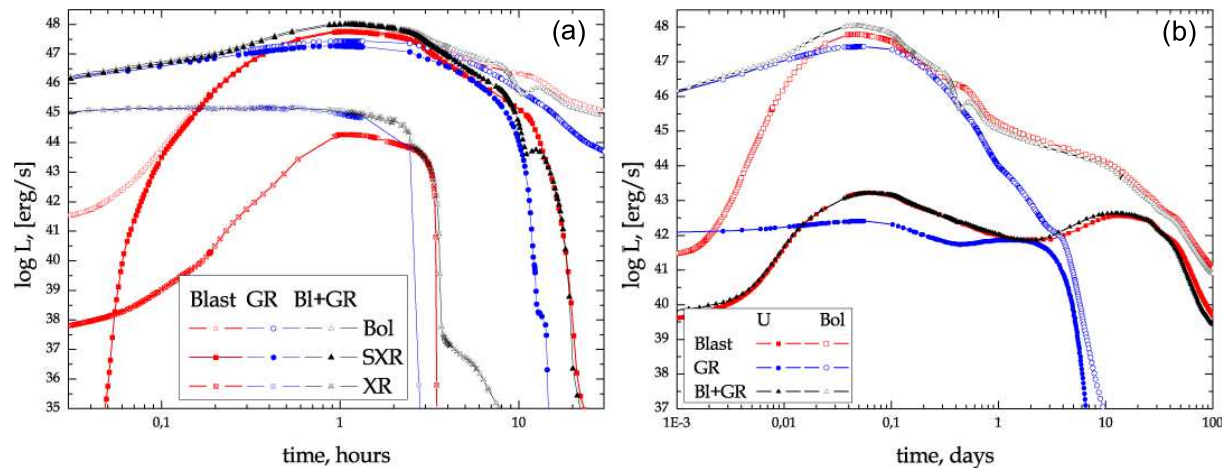 (a)
48
47
46
45
44
43
42
41
40
39
38
37
36
35
log L, [erg/s]
Blast GR Bl+GR
Bol
SXR
XR
0,1 1 10
time, hours
(b)
48
47
46
45
44
43
42
41
40
39
38
37
log L, [erg/s]
U Bol
Blast
GR
Bl+GR
1E-3 0,01 0,1 1 10 100
time, days